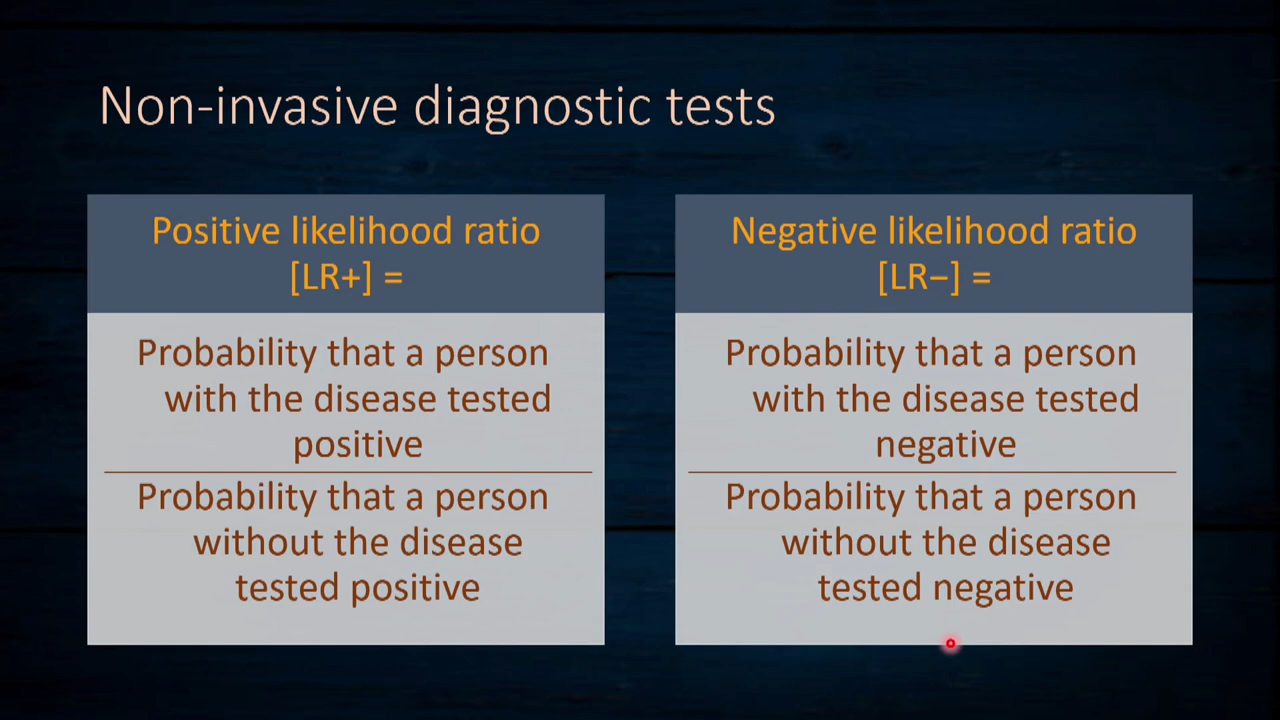 Non-invasive diagnostic tests
Positive likelihood ratio
[LR+] =
Probability that a person
with the disease tested
positive
Probability that a person
without the disease
tested positive
Negative likelihood ratio
[LR−] =
Probability that a person
with the disease tested
negative
Probability that a person
without the disease
tested negative